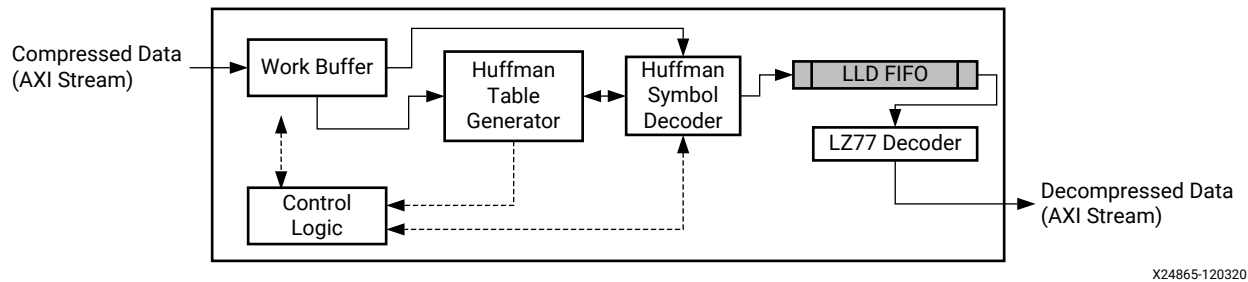 Compressed Data
(AXI Stream)
Work Buffer
Huffman
Table
Generator
Huffman
Symbol
Decoder
LLD FIFO
LZ77 Decoder
Control
Logic
Decompressed Data
(AXI Stream)
X24865-120320